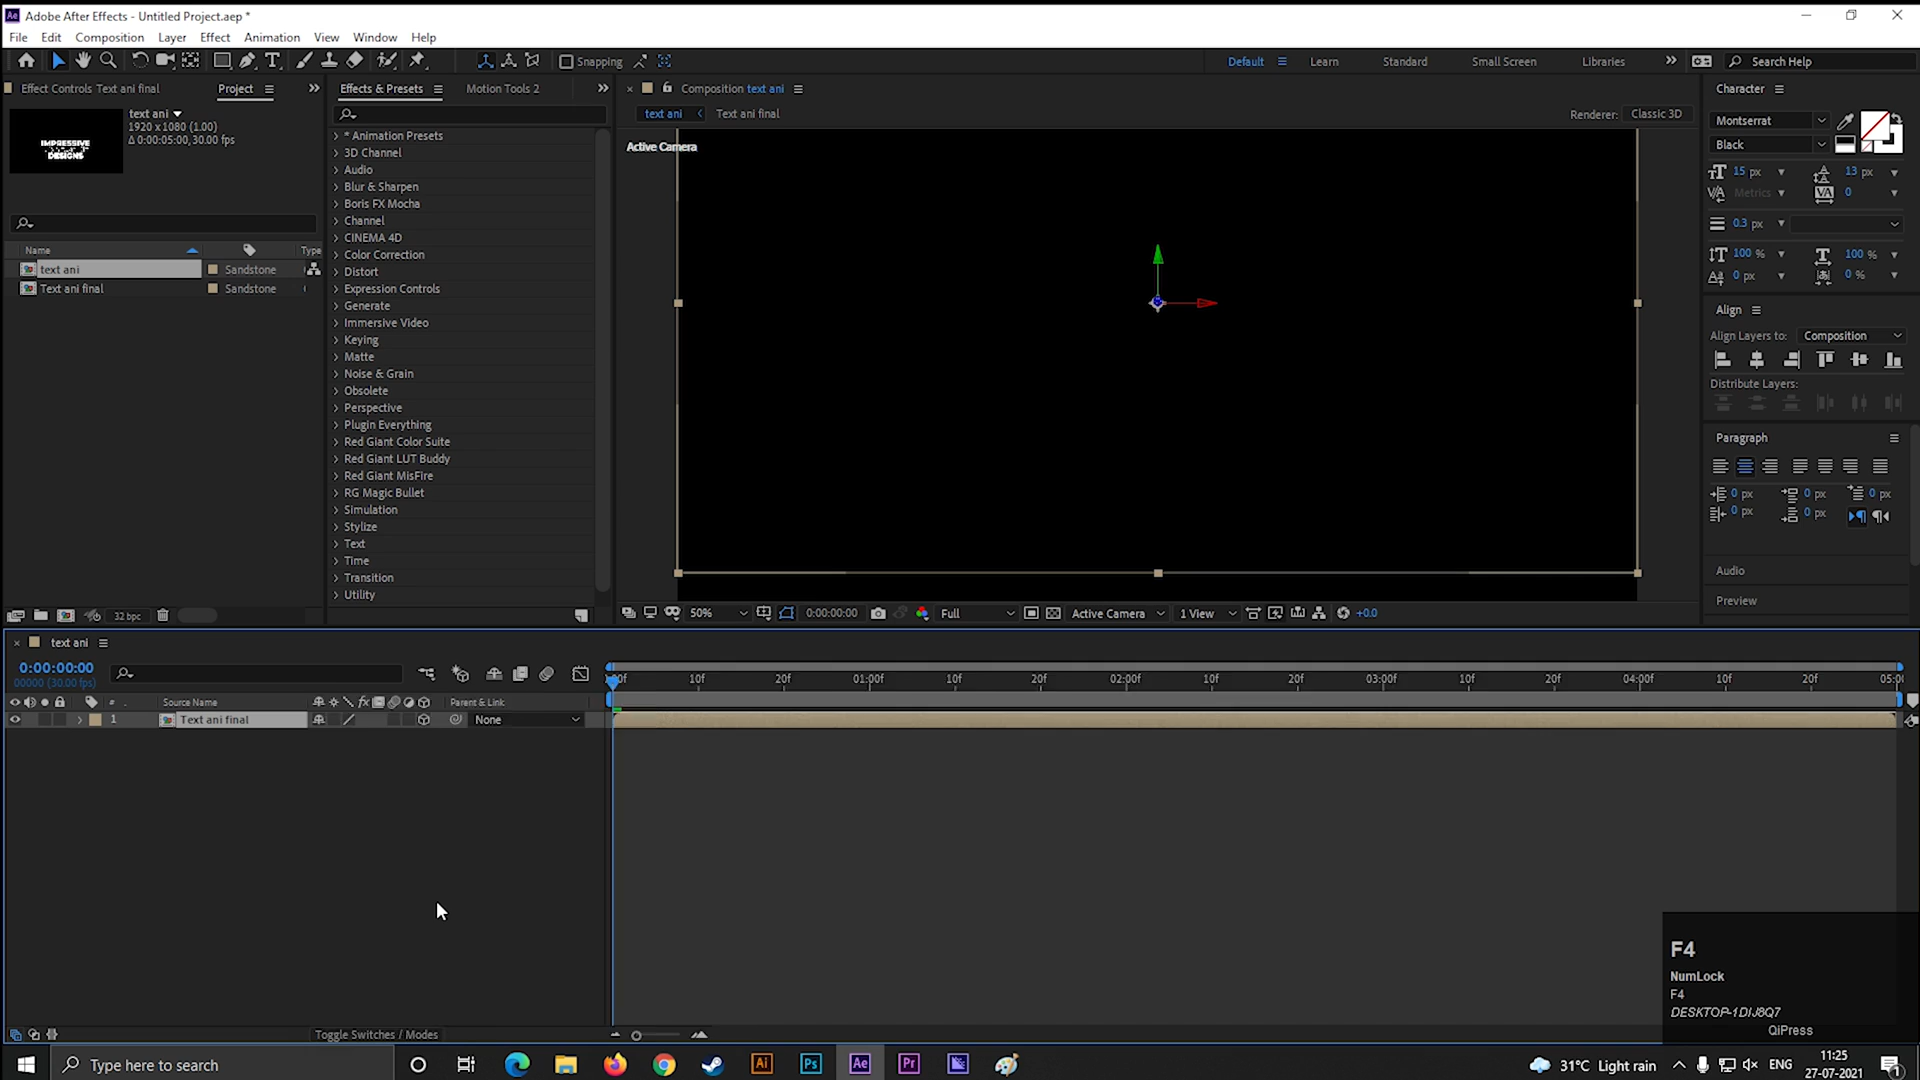 Adobe After Effects - Untitled Project.aep *
File Edit Composition Layer Effect Animation View Window Help
Snapping
Default Learn Standard Small Screen Libraries Search Help
Effect Controls Text ani final Project
text ani
1920 x 1080 (1.00)
Δ 0:00:05:00, 30.00 fps
IMPRESSIVE
DESIGNS
Name Type
text ani Sandstone
Text ani final Sandstone
32 bpc
Effects & Presets Motion Tools 2
* Animation Presets
3D Channel
Audio
Blur & Sharpen
Boris FX Mocha
Channel
CINEMA 4D
Color Correction
Distort
Expression Controls
Generate
Immersive Video
Keying
Matte
Noise & Grain
Obsolete
Perspective
Plugin Everything
Red Giant Color Suite
Red Giant LUT Buddy
Red Giant MisFire
RG Magic Bullet
Simulation
Stylize
Text
Time
Transition
Utility
Composition text ani
text ani Text ani final Renderer: Classic 3D
Active Camera
50% 0:00:00:00 Full Active Camera 1 View +0.0
Character
Montserrat
Black
15 px 13 px
Metrics 0
0.3 px
100 % 100 %
0 px 0 %
Align
Align Layers to: Composition
Distribute Layers:
Paragraph
0 px 0 px 0 px
0 px 0 px
Audio
Preview
text ani
0:00:00:00
00000 (30.00 fps)
10f 20f 01:00f 10f 20f 02:00f 10f 20f 03:00f 10f 20f 04:00f 10f 20f
# . Source Name fx Parent & Link
1 Text ani final None
Toggle Switches / Modes
F4
NumLock
F4
DESKTOP-1DIJ8Q7
QiPress
Type here to search Ai Ps Ae Pr 31°C Light rain ENG
11:25
27-07-2021